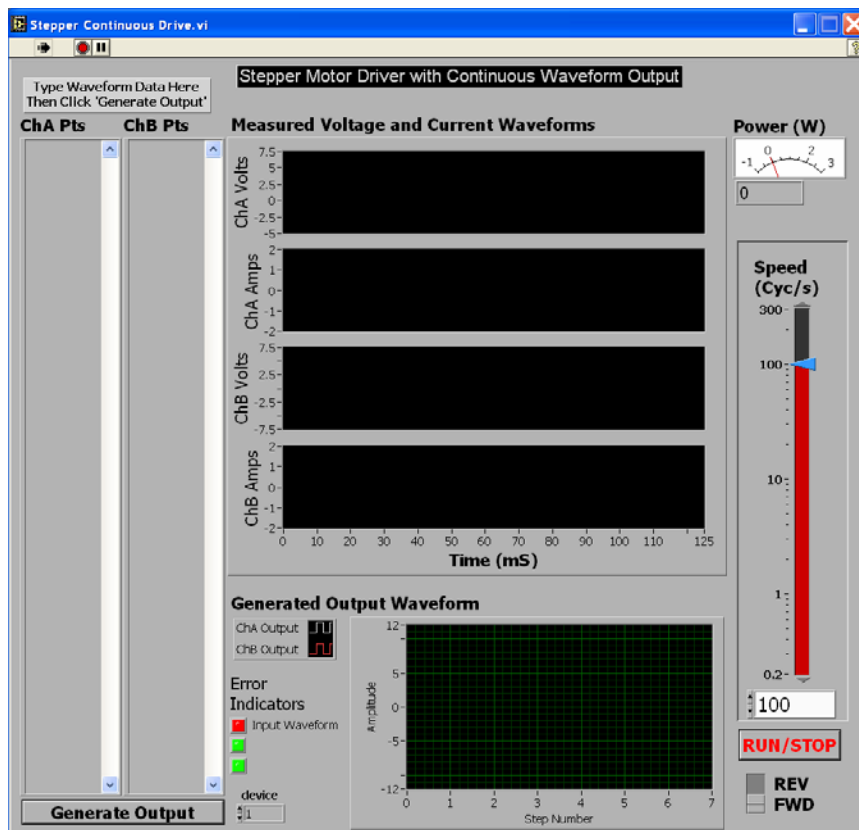 Stepper Continuous Drive.vi
?
Type Waveform Data Here
Then Click 'Generate Output'
Stepper Motor Driver with Continuous Waveform Output
ChA Pts
ChB Pts
Measured Voltage and Current Waveforms
Power (W)
ChA Volts
7.5
5
2.5
0
-2.5
-5
-1
0
2
3
0
ChA Amps
2
1
0
-1
-2
Speed
(Cyc/s)
300
100
10
1
0.2
100
ChB Volts
7.5
2.5
-2.5
-7.5
ChB Amps
2
1
0
-1
-2
0 10 20 30 40 50 60 70 80 90 100 110 125
Time (mS)
Generated Output Waveform
ChA Output
ChB Output
Error
Indicators
Input Waveform
device
1
Amplitude
12
5
0
-5
-12
0 1 2 3 4 5 6 7
Step Number
RUN/STOP
REV
FWD
Generate Output